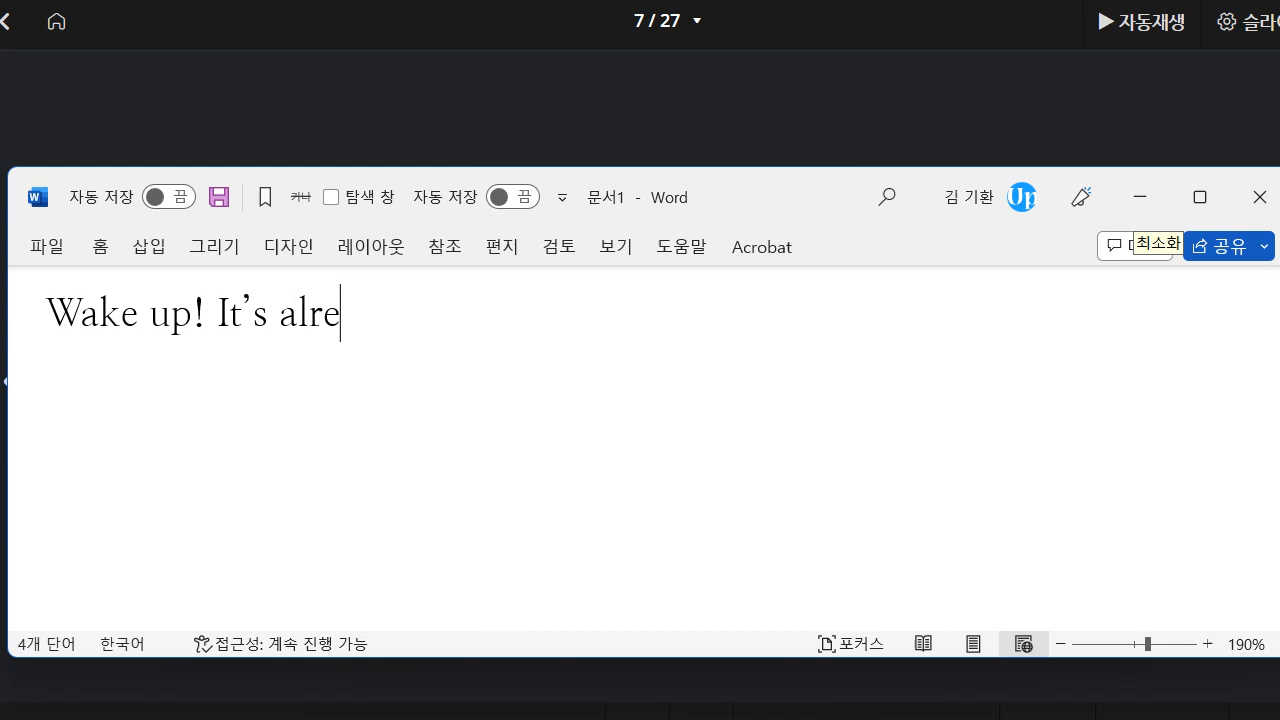 7 / 27
자동재생
자동 저장 끔 카나 탐색 창 자동 저장 끔 문서1 - Word 김 기환 Up
파일 홈 삽입 그리기 디자인 레이아웃 참조 편지 검토 보기 도움말 Acrobat 최소화 공유
Wake up! It’s alre
4개 단어 한국어 접근성: 계속 진행 가능 포커스 190%